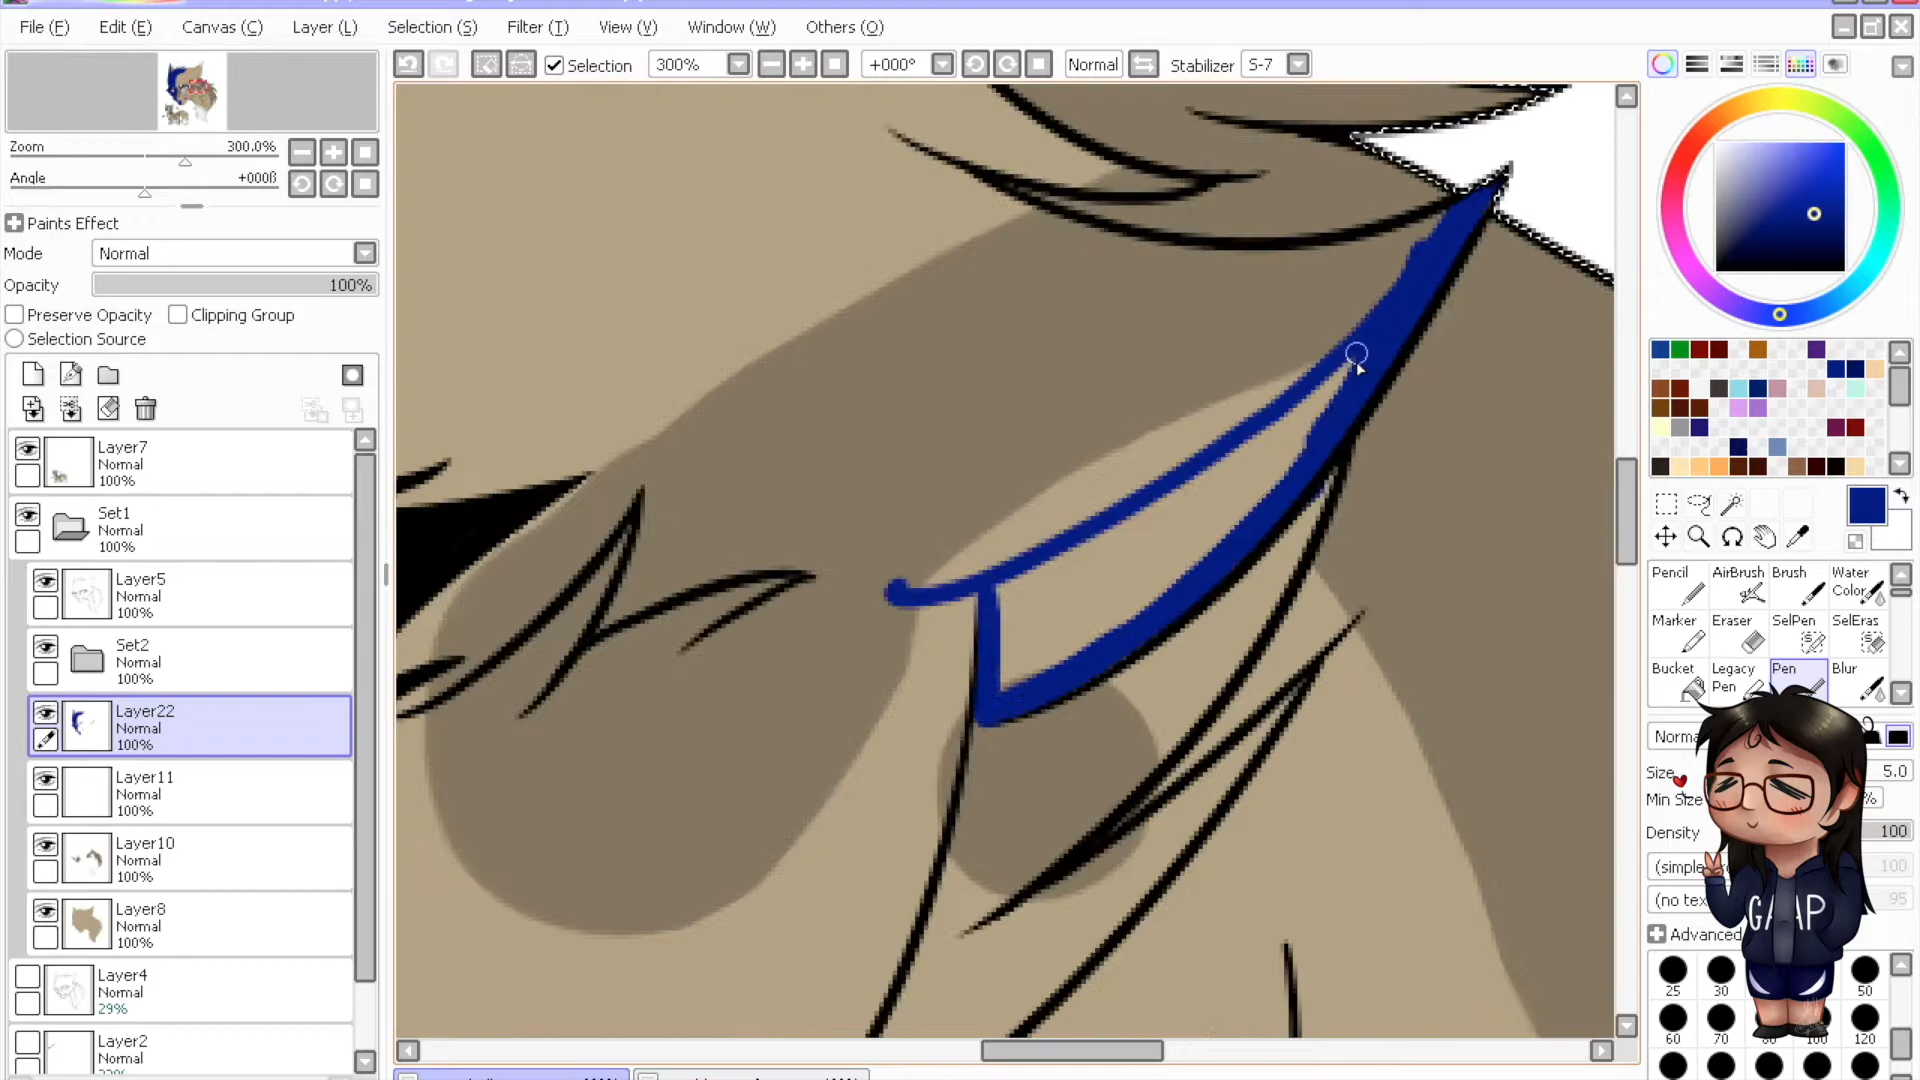 File (F) Edit (E) Canvas (C) Layer (L) Selection (S) Filter (T) View (V) Window (W) Others (O)
Selection 300% +000° Normal Stabilizer S-7
Zoom 300.0%
Angle +000ß
Paints Effect
Mode Normal
Opacity 100%
Preserve Opacity Clipping Group
Selection Source
Layer7
Normal
100%
Set1
Normal
100%
Layer5
Normal
100%
Set2
Normal
100%
Layer22
Normal
100%
Layer11
Normal
100%
Layer10
Normal
100%
Layer8
Normal
100%
Layer4
Normal
29%
Layer2
Normal
Pencil AirBrush Brush Water Color
Marker Eraser SelPen SelEras
Bucket Legacy Pen Pen Blur
Size 5.0
Min Size %
Density 100
100
95
Advanced
25 30 50
60 70 80 100 120
GAAP